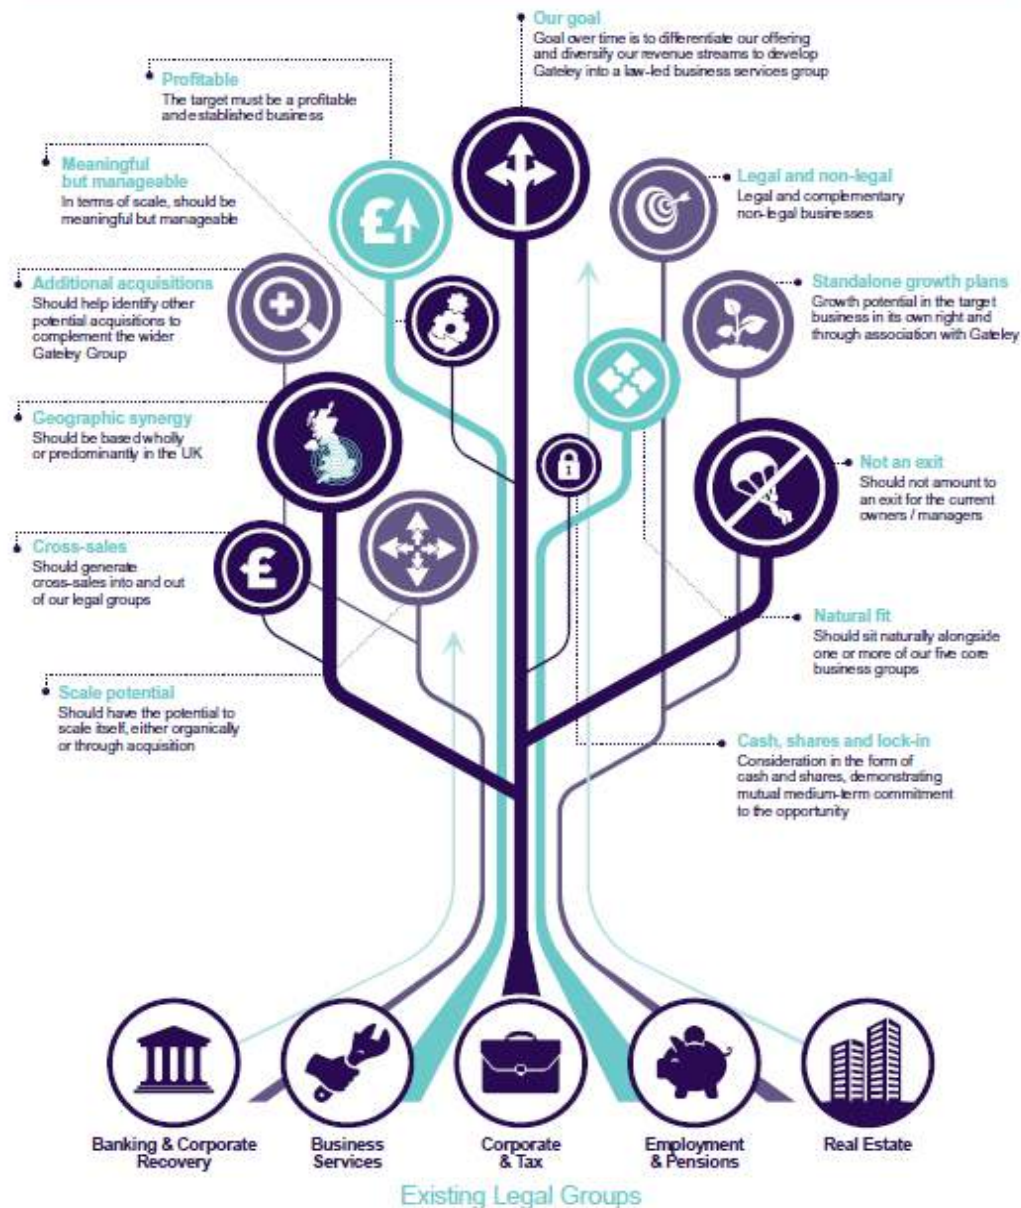 Our goal
Goal over time is to differentiate our offering
and diversify our revenue streams to develop
Gateley into a law-led business services group
Profitable
The target must be a profitable
and established business
Meaningful
but manageable
In terms of scale, should be
meaningful but manageable
Legal and non-legal
Legal and complementary
non-legal businesses
Additional acquisitions
Should help identify other
potential acquisitions to
complement the wider
Gateley Group
Standalone growth plans
Growth potential in the target
business in its own right and
through association with Gateley
£
Geographic synergy
Should be based wholly
or predominantly in the UK
Not an exit
Should not amount to
an exit for the current
owners / managers
Cross-sales
Should generate
cross-sales into and out
of our legal groups
£
Natural fit
Should sit naturally alongside
one or more of our five core
business groups
Scale potential
Should have the potential to
scale itself, either organically
or through acquisition
Cash, shares and lock-in
Consideration in the form of
cash and shares, demonstrating
mutual medium-term commitment
to the opportunity
Banking & Corporate
Recovery
Business
Services
Corporate
& Tax
Employment
& Pensions
Real Estate
Existing Legal Groups